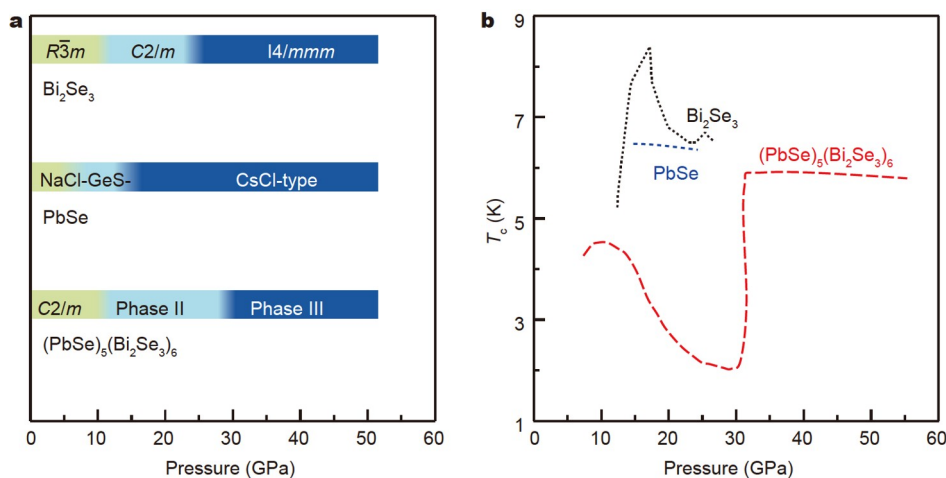 a
R3̅m C2/m I4/mmm
Bi₂Se₃
NaCl-GeS- CsCl-type
PbSe
C2/m Phase II Phase III
(PbSe)₅(Bi₂Se₃)₆
0 10 20 30 40 50 60
Pressure (GPa)
b
9
7
5
3
1
T_c (K)
Bi₂Se₃
PbSe
(PbSe)₅(Bi₂Se₃)₆
0 10 20 30 40 50 60
Pressure (GPa)